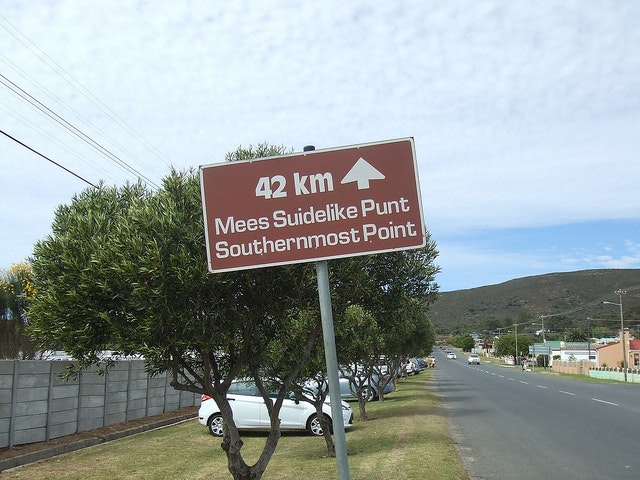 42 km
Mees Suidelike Punt
Southernmost Point